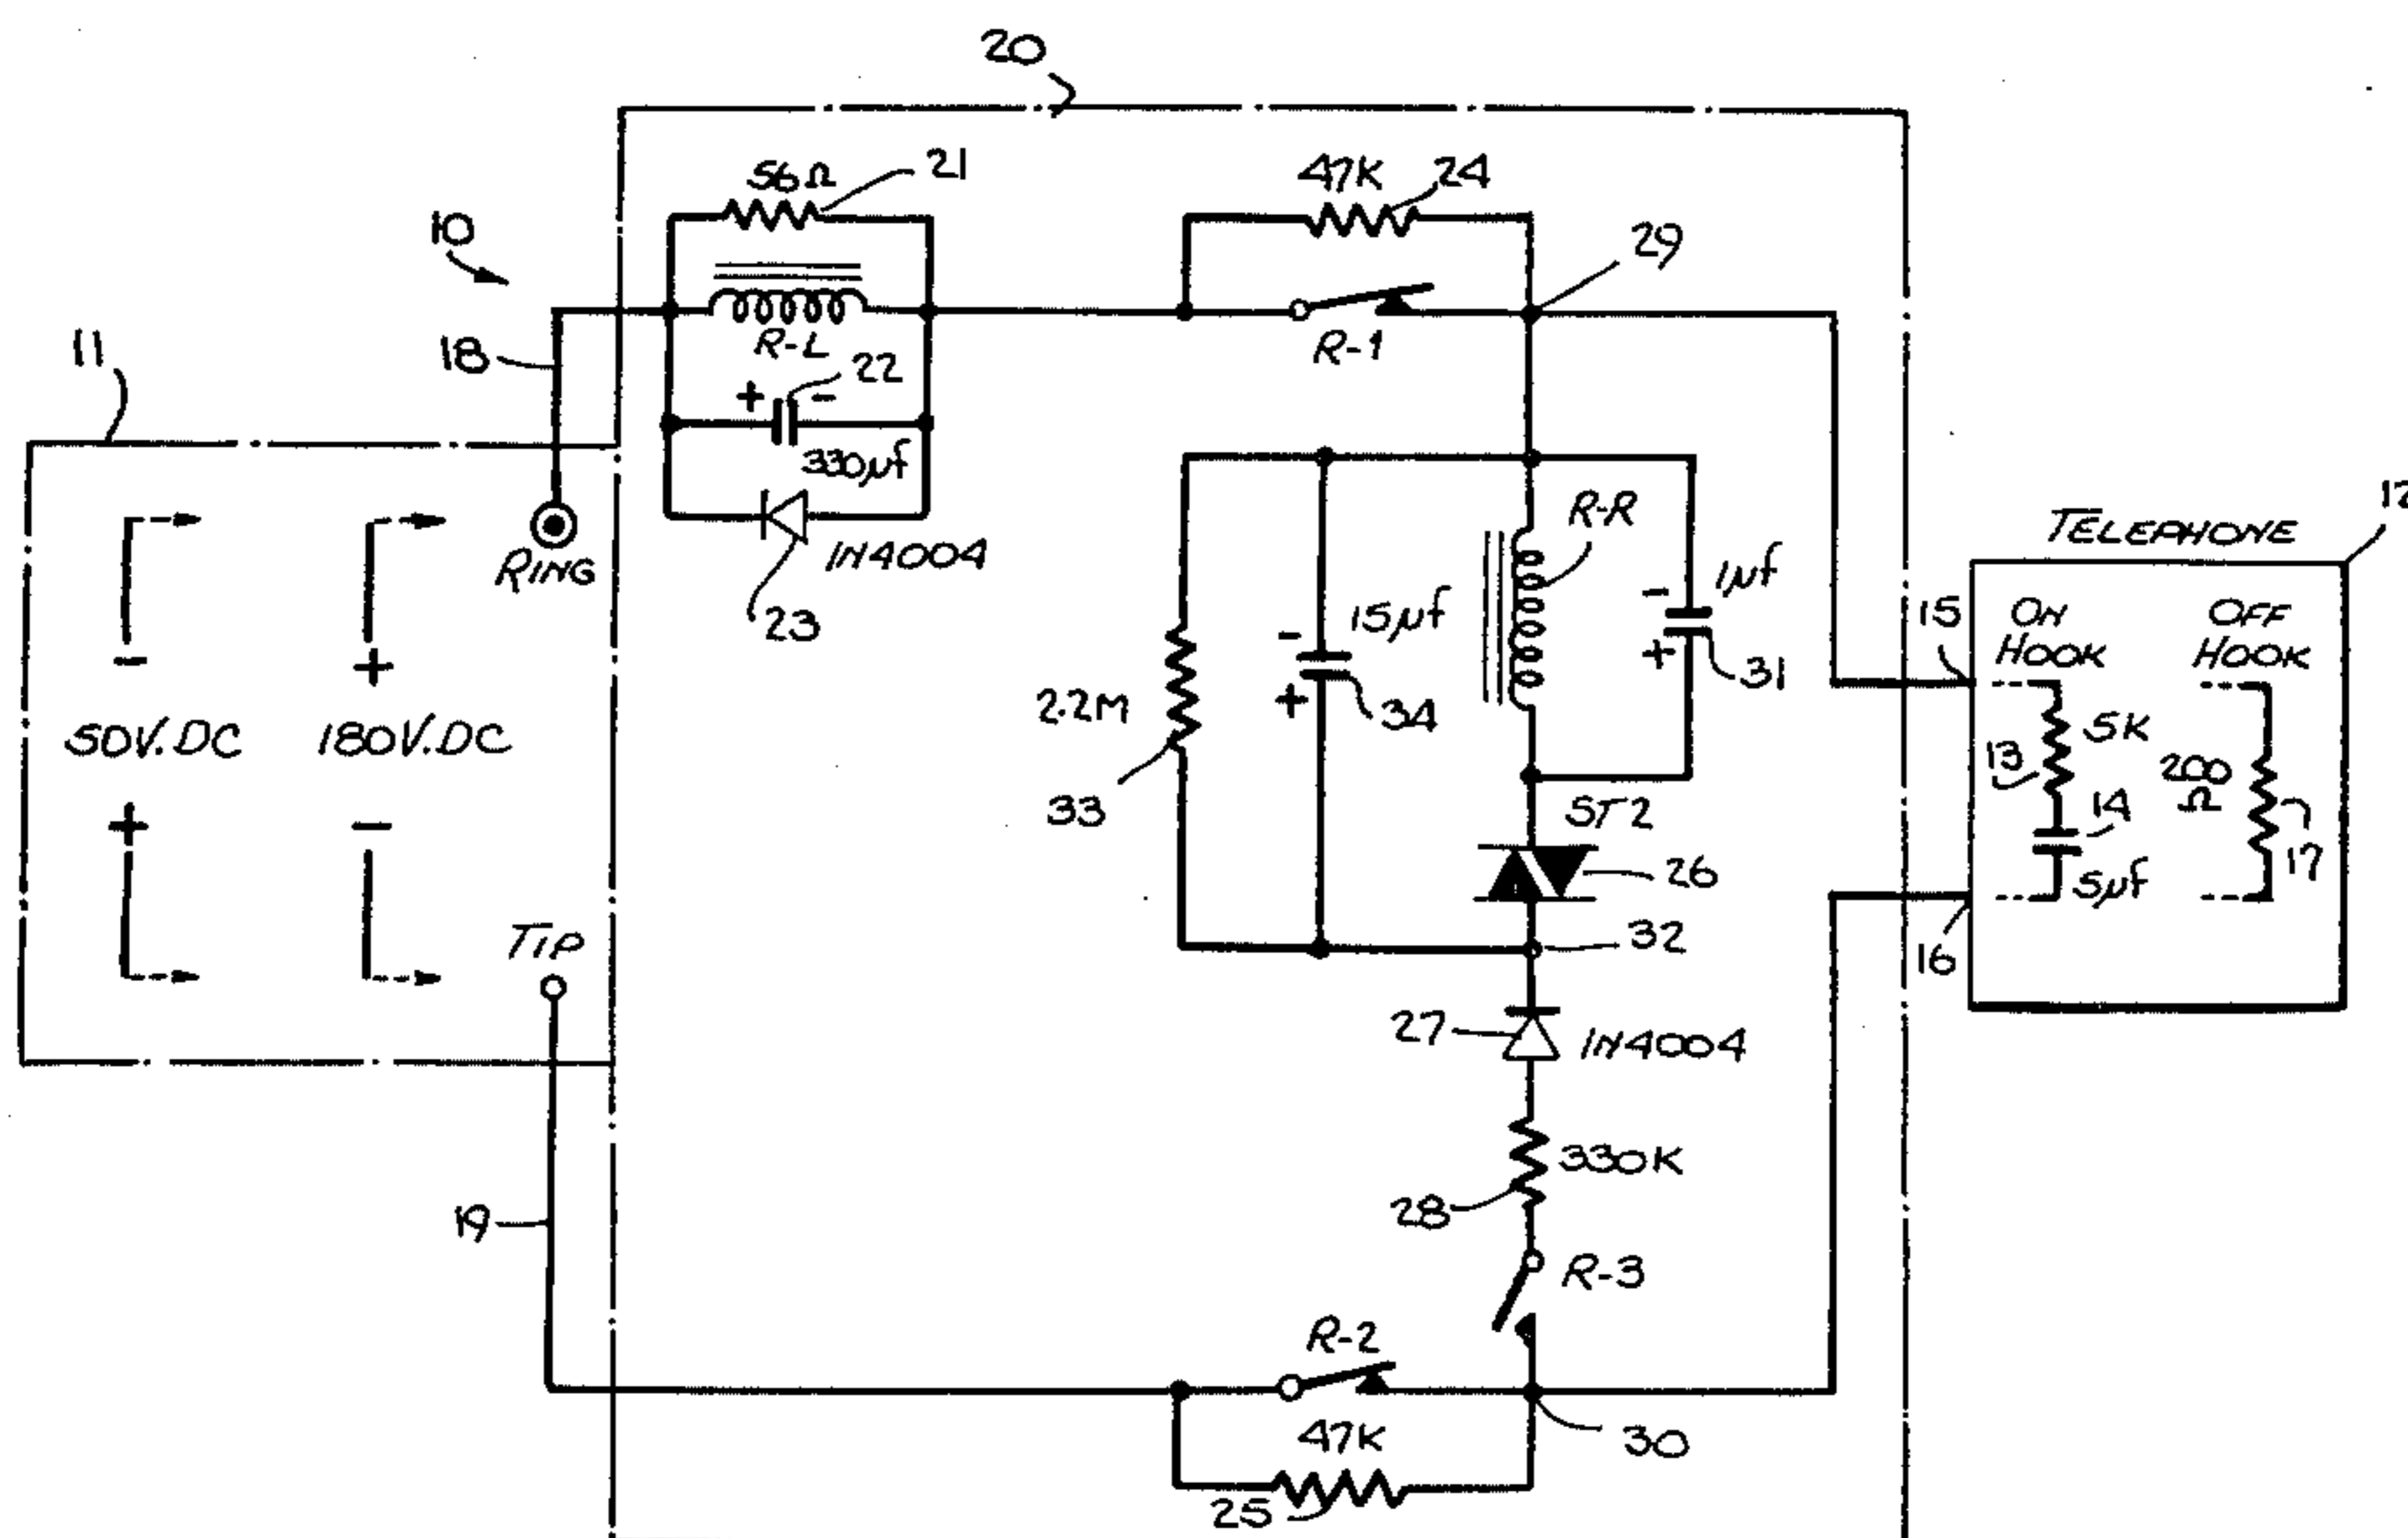 20
56Ω
21
47K
24
10
29
R-L
R-1
11
18
+
-
22
330µf
12
TELEPHONE
R-R
1µf
RING
1N4004
-
15
ON
HOOK
OFF
HOOK
23
-
15µf
+
31
-
+
2.2M
+
34
5K
50V.DC
180V.DC
13
200
Ω
33
ST2
14
+
-
26
5µf
17
TIP
32
16
27
1N4004
330K
28
19
R-3
R-2
47K
30
25